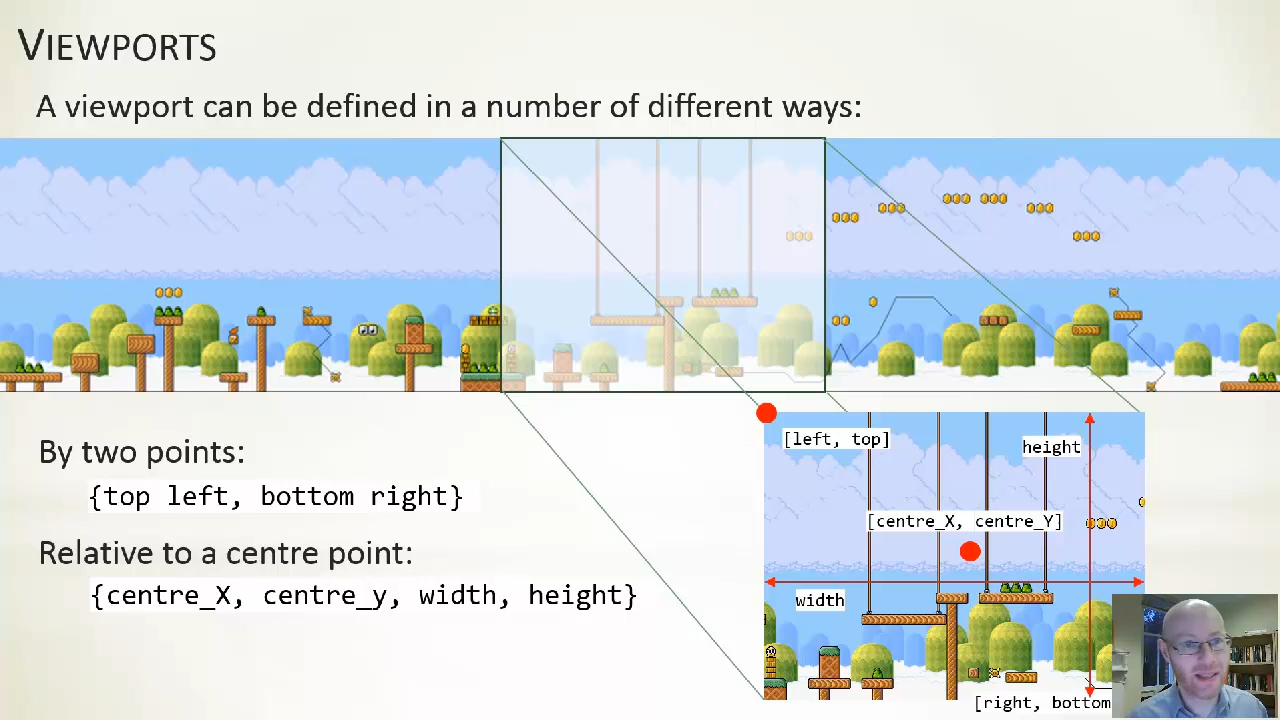 VIEWPORTS
A viewport can be defined in a number of different ways:
By two points:
{top left, bottom right}
Relative to a centre point:
{centre_X, centre_y, width, height}
[left, top]
height
[centre_X, centre_Y]
width
[right, bottom